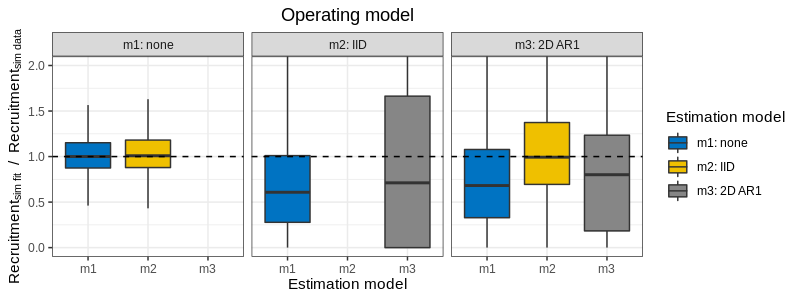 Operating model
m1: none
m2: IID
m3: 2D AR1
Recruitment sim fit / Recruitment sim data
2.0
1.5
1.0
0.5
0.0
m1 m2 m3
m1 m2 m3
m1 m2 m3
Estimation model
Estimation model
m1: none
m2: IID
m3: 2D AR1